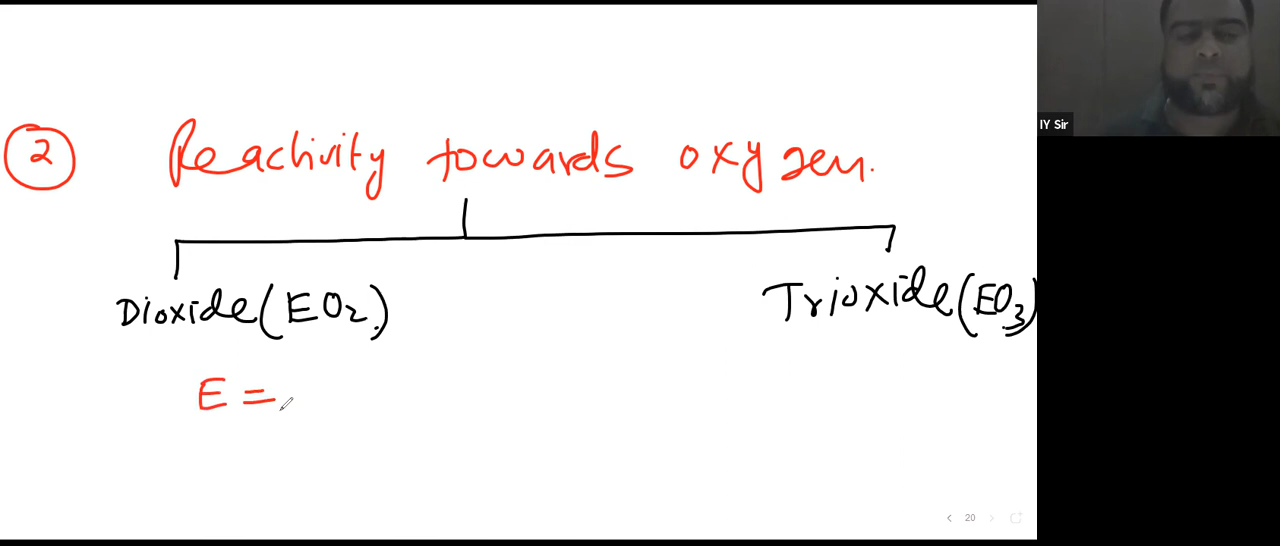 IY Sir
2 Reactivity towards oxygen.
Dioxide (EO2) Trioxide (EO3)
E =
20